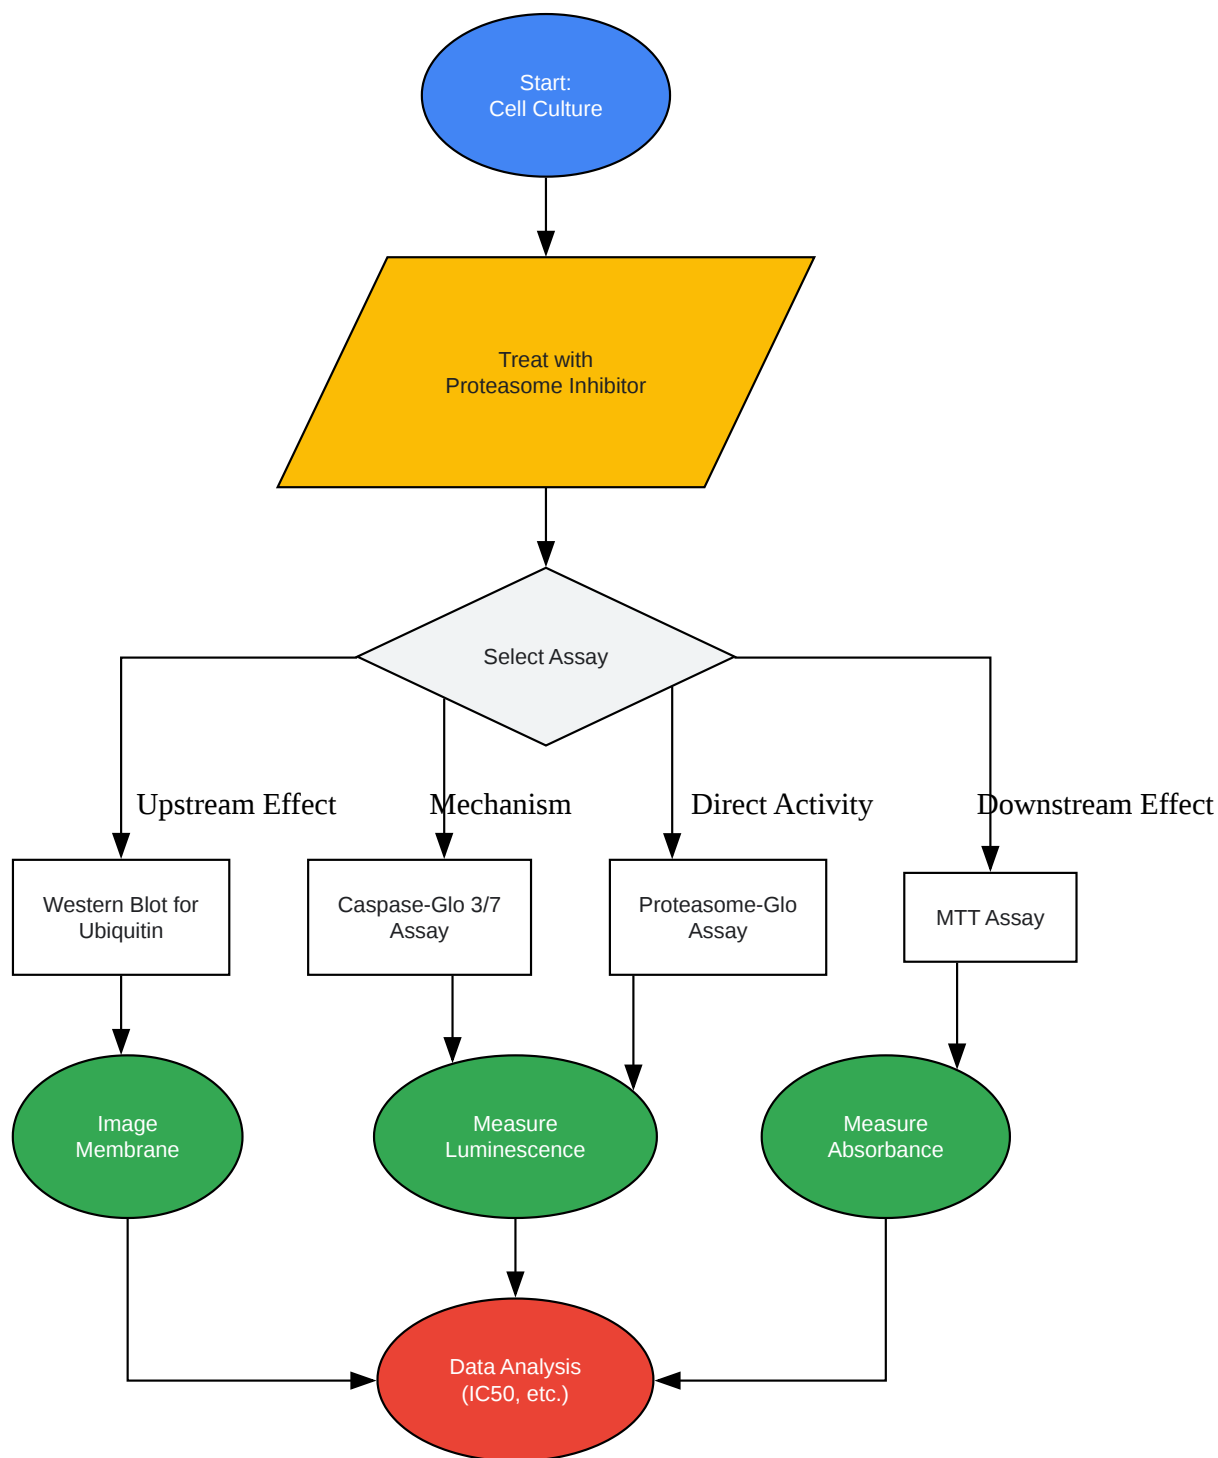 Start:
Cell Culture
Treat with
Proteasome Inhibitor
Select Assay
Upstream Effect
Mechanism
Direct Activity
Downstream Effect
Western Blot for
Ubiquitin
Caspase-Glo 3/7
Assay
Proteasome-Glo
Assay
MTT Assay
Image
Membrane
Measure
Luminescence
Measure
Absorbance
Data Analysis
(IC50, etc.)